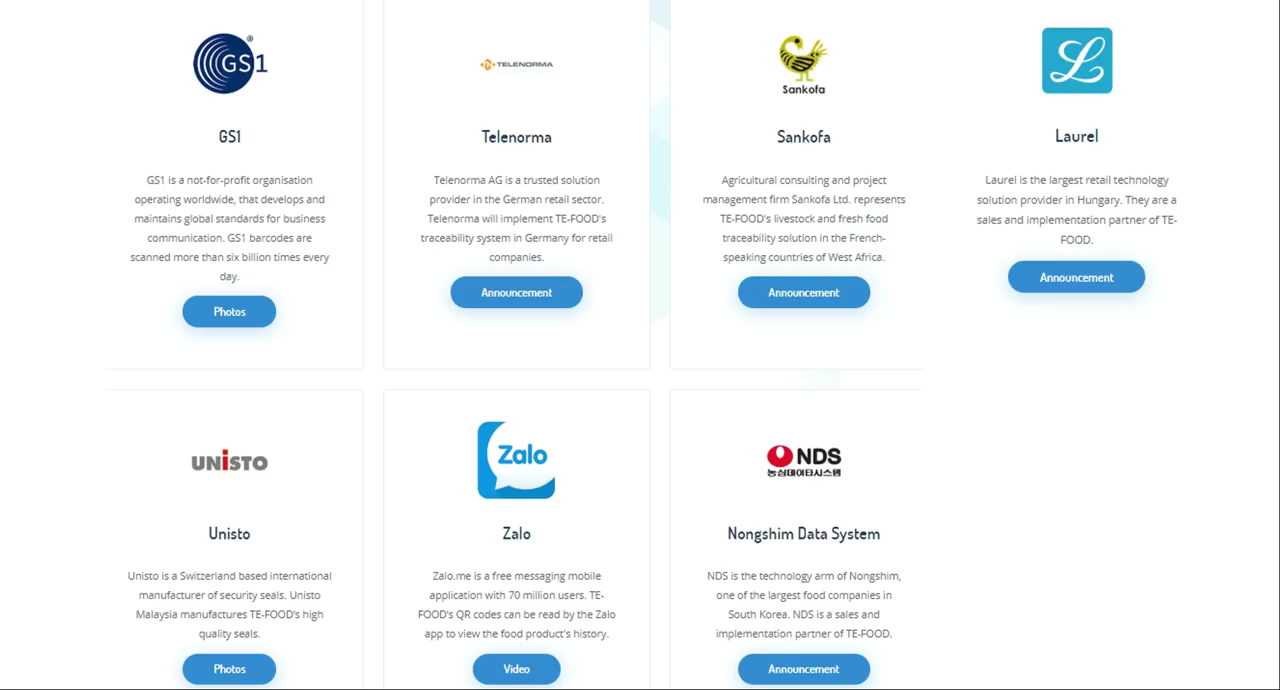 GS1
®
TELENORMA
Sankofa
L
GS1
Telenorma
Sankofa
Laurel
GS1 is a not-for-profit organisation
operating worldwide, that develops and
maintains global standards for business
communication. GS1 barcodes are
scanned more than six billion times every
day.
Photos
Telenorma AG is a trusted solution
provider in the German retail sector.
Telenorma will implement TE-FOOD's
traceability system in Germany for retail
companies.
Announcement
Agricultural consulting and project
management firm Sankofa Ltd. represents
TE-FOOD's livestock and fresh food
traceability solution in the French-
speaking countries of West Africa.
Announcement
Laurel is the largest retail technology
solution provider in Hungary. They are a
sales and implementation partner of TE-
FOOD.
Announcement
UNiSTO
Zalo
NDS
농심데이타시스템
Unisto
Zalo
Nongshim Data System
Unisto is a Switzerland based international
manufacturer of security seals. Unisto
Malaysia manufactures TE-FOOD's high
quality seals.
Photos
Zalo.me is a free messaging mobile
application with 70 million users. TE-
FOOD's QR codes can be read by the Zalo
app to view the food product's history.
Video
NDS is the technology arm of Nongshim,
one of the largest food companies in
South Korea. NDS is a sales and
implementation partner of TE-FOOD.
Announcement